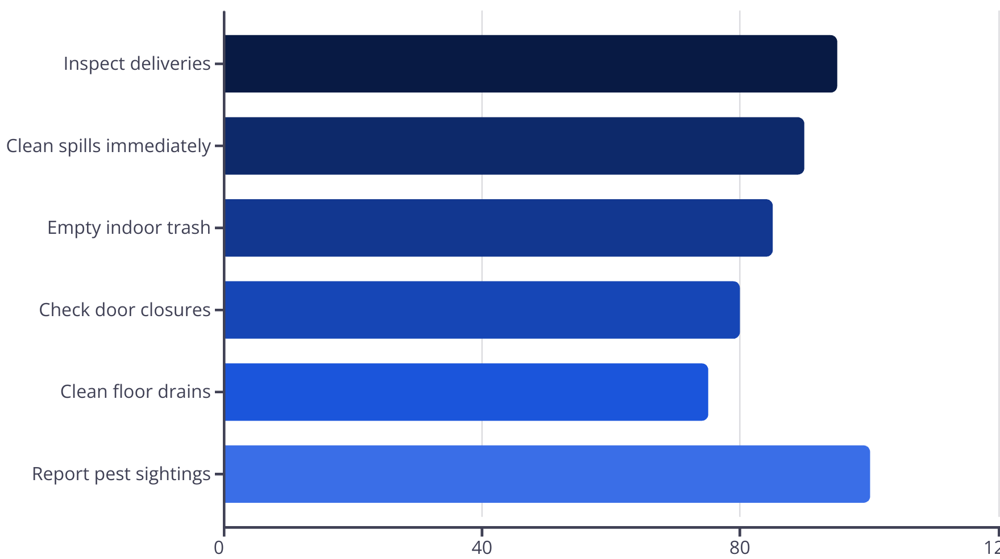 Inspect deliveries
Clean spills immediately
Empty indoor trash
Check door closures
Clean floor drains
Report pest sightings
0 40 80